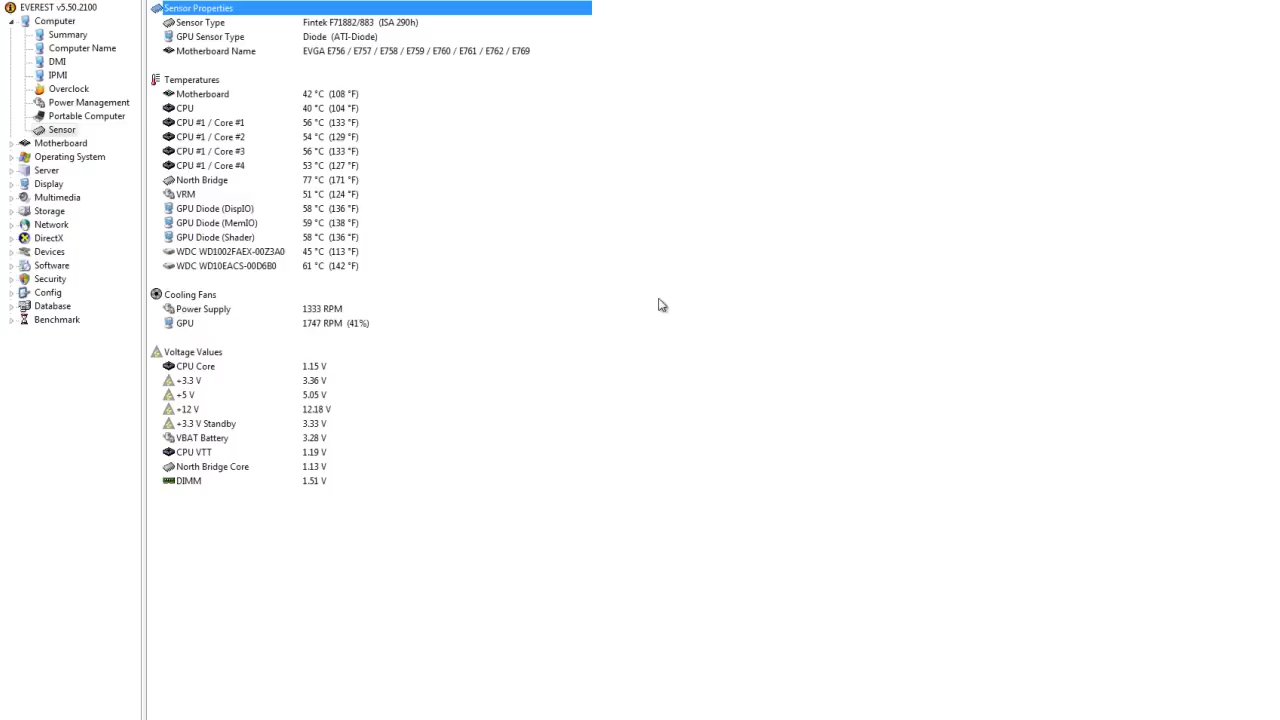 EVEREST v5.50.2100
Computer
Summary
Computer Name
DMI
IPMI
Overclock
Power Management
Portable Computer
Sensor
Motherboard
Operating System
Server
Display
Multimedia
Storage
Network
DirectX
Devices
Software
Security
Config
Database
Benchmark
Sensor Properties
Sensor Type Fintek F71882/883 (ISA 290h)
GPU Sensor Type Diode (ATI-Diode)
Motherboard Name EVGA E756 / E757 / E758 / E759 / E760 / E761 / E762 / E769
Temperatures
Motherboard 42 °C (108 °F)
CPU 40 °C (104 °F)
CPU #1 / Core #1 56 °C (133 °F)
CPU #1 / Core #2 54 °C (129 °F)
CPU #1 / Core #3 56 °C (133 °F)
CPU #1 / Core #4 53 °C (127 °F)
North Bridge 77 °C (171 °F)
VRM 51 °C (124 °F)
GPU Diode (DispIO) 58 °C (136 °F)
GPU Diode (MemIO) 59 °C (138 °F)
GPU Diode (Shader) 58 °C (136 °F)
WDC WD1002FAEX-00Z3A0 45 °C (113 °F)
WDC WD10EACS-00D6B0 61 °C (142 °F)
Cooling Fans
Power Supply 1333 RPM
GPU 1747 RPM (41%)
Voltage Values
CPU Core 1.15 V
+3.3 V 3.36 V
+5 V 5.05 V
+12 V 12.18 V
+3.3 V Standby 3.33 V
VBAT Battery 3.28 V
CPU VTT 1.19 V
North Bridge Core 1.13 V
DIMM 1.51 V